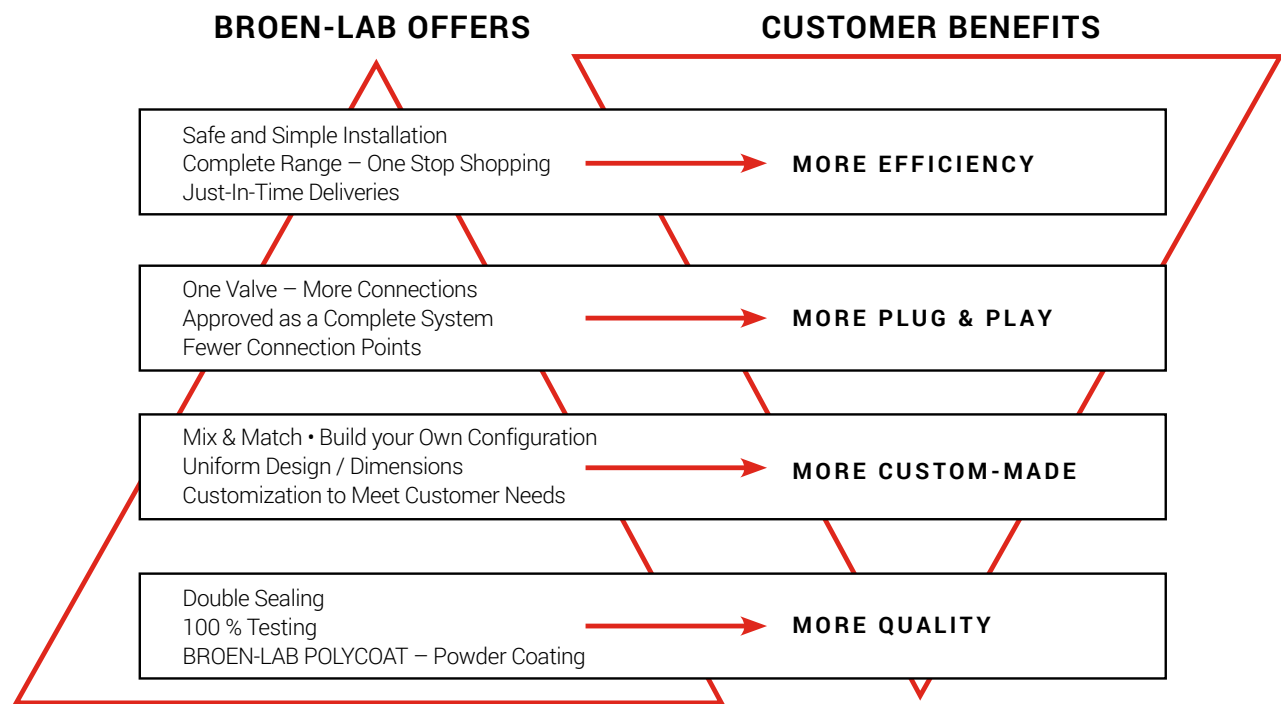 BROEN-LAB OFFERS
CUSTOMER BENEFITS
Safe and Simple Installation
Complete Range – One Stop Shopping
Just-In-Time Deliveries
MORE EFFICIENCY
One Valve – More Connections
Approved as a Complete System
Fewer Connection Points
MORE PLUG & PLAY
Mix & Match • Build your Own Configuration
Uniform Design / Dimensions
Customization to Meet Customer Needs
MORE CUSTOM-MADE
Double Sealing
100 % Testing
BROEN-LAB POLYCOAT – Powder Coating
MORE QUALITY